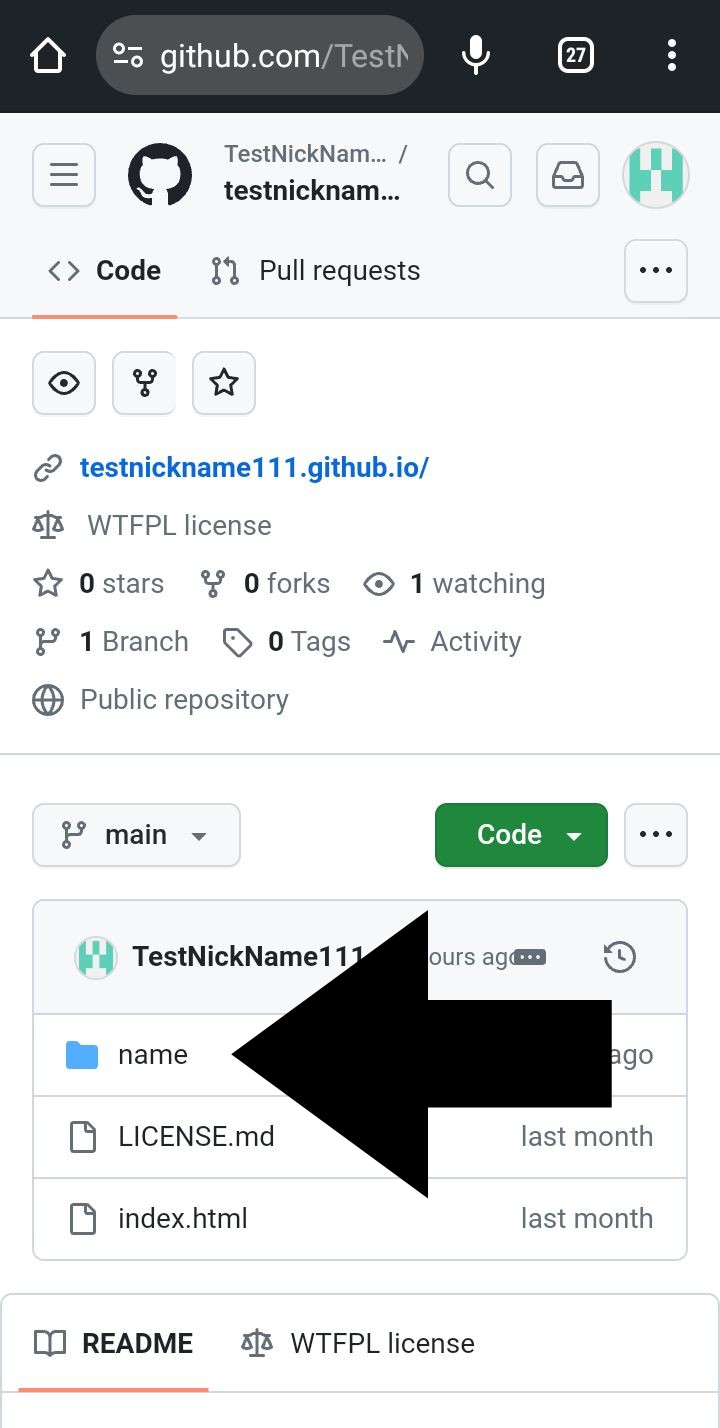 github.com/TestN
27
TestNickNam... /
testnicknam...
Code
Pull requests
testnickname111.github.io/
WTFPL license
0 stars 0 forks 1 watching
1 Branch 0 Tags Activity
Public repository
main Code
TestNickName111 ours ago
name ago
LICENSE.md last month
index.html last month
README WTFPL license